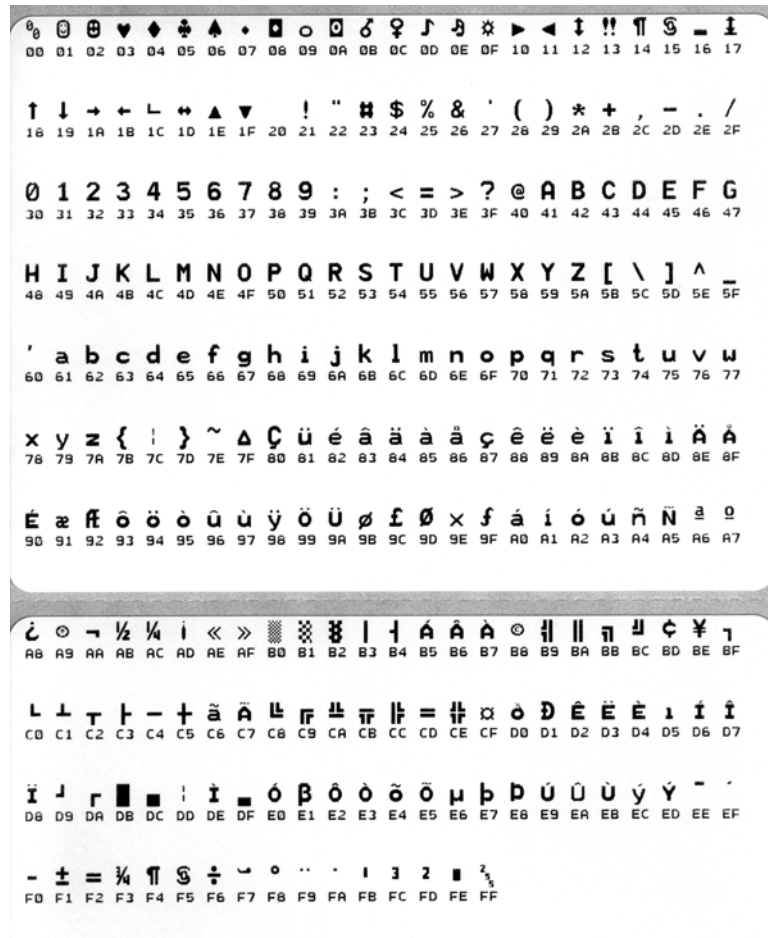 ⁰₀ ☺ ☻ ♥ ♦ ♣ ♠ • ◘ ○ ◙ ♂ ♀ ♪ ♫ ☼ ► ◄ ↕ ‼ ¶ § ▬ ↨
00 01 02 03 04 05 06 07 08 09 0A 0B 0C 0D 0E 0F 10 11 12 13 14 15 16 17
↑ ↓ → ← ∟ ↔ ▲ ▼ ! " # $ % & ' ( ) * + , - . /
18 19 1A 1B 1C 1D 1E 1F 20 21 22 23 24 25 26 27 28 29 2A 2B 2C 2D 2E 2F
0 1 2 3 4 5 6 7 8 9 : ; < = > ? @ A B C D E F G
30 31 32 33 34 35 36 37 38 39 3A 3B 3C 3D 3E 3F 40 41 42 43 44 45 46 47
H I J K L M N O P Q R S T U V W X Y Z [ \ ] ^ _
48 49 4A 4B 4C 4D 4E 4F 50 51 52 53 54 55 56 57 58 59 5A 5B 5C 5D 5E 5F
' a b c d e f g h i j k l m n o p q r s t u v w
60 61 62 63 64 65 66 67 68 69 6A 6B 6C 6D 6E 6F 70 71 72 73 74 75 76 77
x y z { ¦ } ~ ∆ Ç ü é â ä à å ç ê ë è ï î ì Ä Å
78 79 7A 7B 7C 7D 7E 7F 80 81 82 83 84 85 86 87 88 89 8A 8B 8C 8D 8E 8F
É æ Æ ô ö ò û ù ÿ Ö Ü ø £ Ø × ƒ á í ó ú ñ Ñ ª º
90 91 92 93 94 95 96 97 98 99 9A 9B 9C 9D 9E 9F A0 A1 A2 A3 A4 A5 A6 A7
¿ ⊙ ¬ ½ ¼ ¡ « » ░ ▒ ▓ │ ┤ Á Â À © ╣ ║ ╗ ╝ ¢ ¥ ┐
A8 A9 AA AB AC AD AE AF B0 B1 B2 B3 B4 B5 B6 B7 B8 B9 BA BB BC BD BE BF
└ ┴ ┬ ├ ─ ┼ ã Ã ╚ ╔ ╩ ╦ ╠ ═ ╬ ¤ ð Ð Ê Ë È ı Í Î
C0 C1 C2 C3 C4 C5 C6 C7 C8 C9 CA CB CC CD CE CF D0 D1 D2 D3 D4 D5 D6 D7
Ï ┘ ┌ █ ▄ ¦ Ì ▬ Ó β Ô Ò õ Õ µ þ Þ Ú Û Ù ý Ý ¯ ´
D8 D9 DA DB DC DD DE DF E0 E1 E2 E3 E4 E5 E6 E7 E8 E9 EA EB EC ED EE EF
- ± = ¾ ¶ § ÷ ¸ ° ¨ · ı 3 2 ■ ²₅₅
F0 F1 F2 F3 F4 F5 F6 F7 F8 F9 FA FB FC FD FE FF